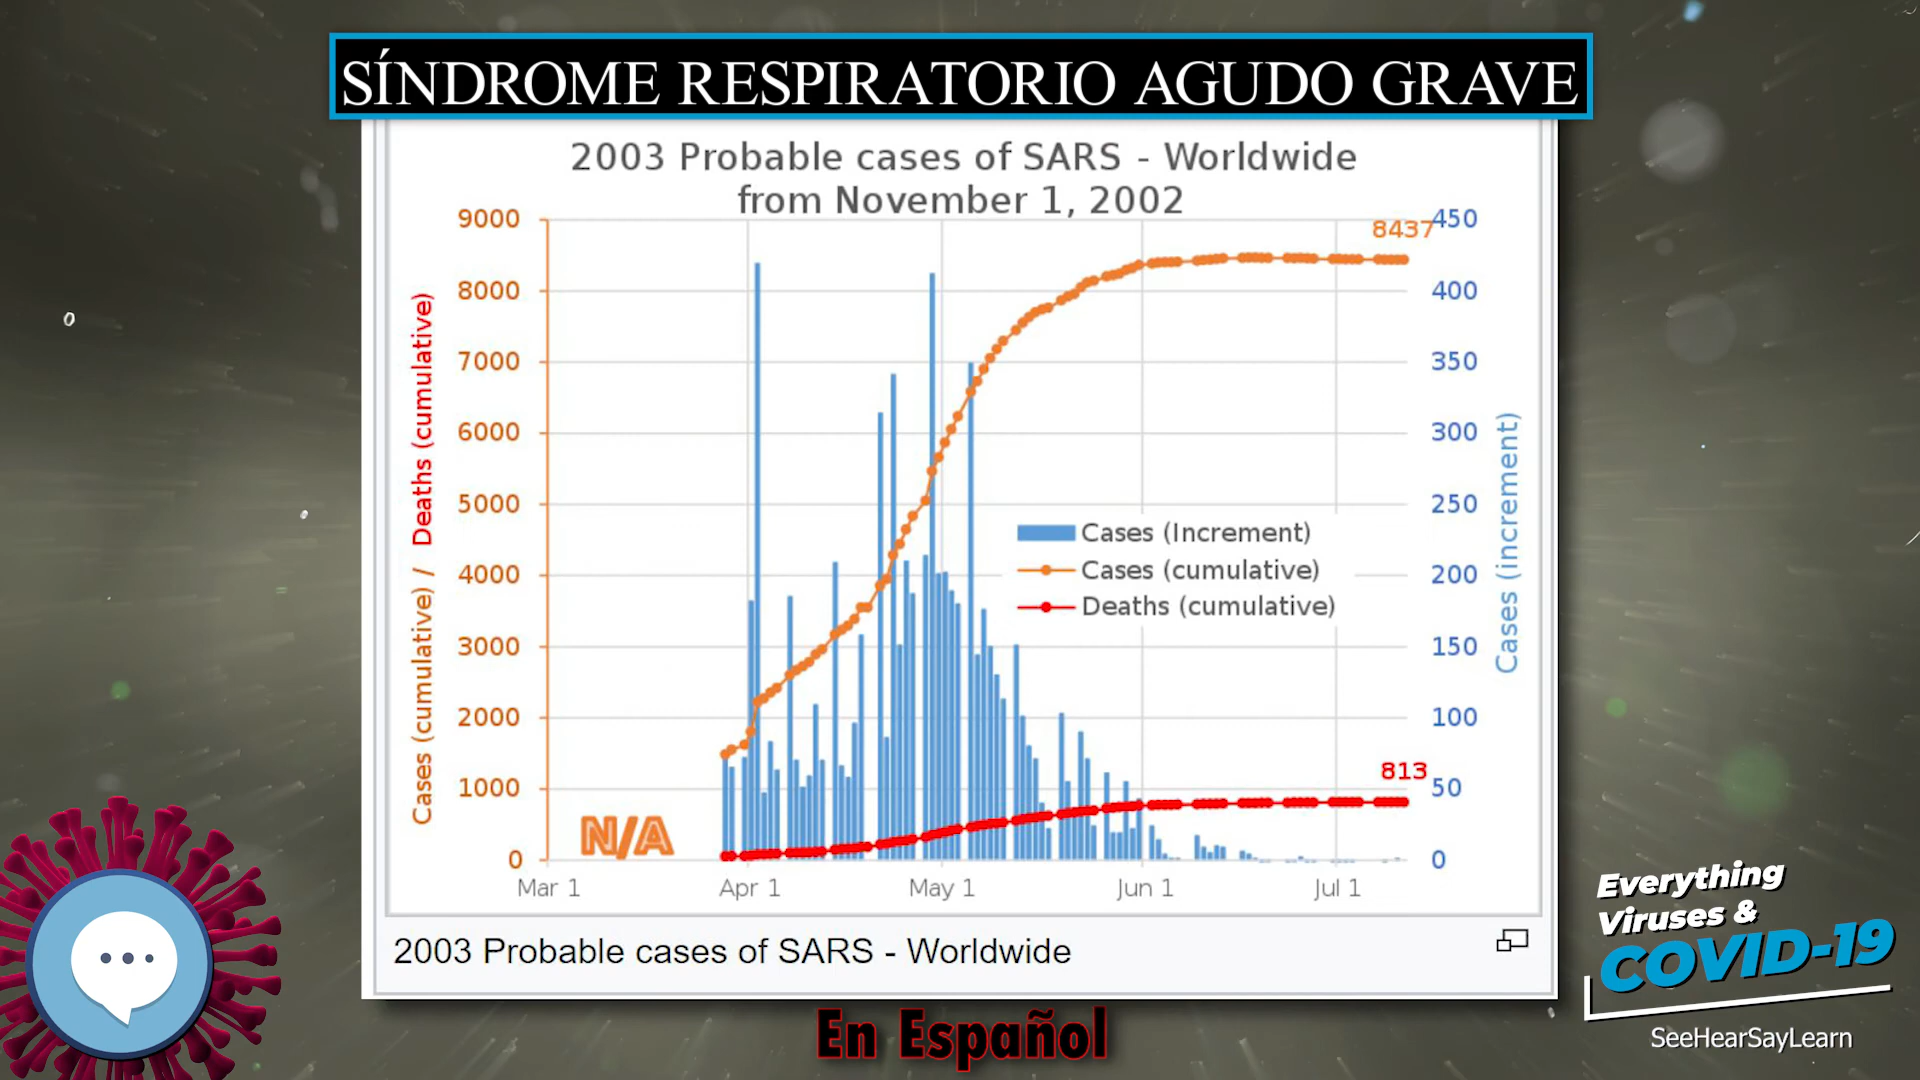 SÍNDROME RESPIRATORIO AGUDO GRAVE
2003 Probable cases of SARS - Worldwide
from November 1, 2002
9000
8000
7000
6000
5000
4000
3000
2000
1000
0
Cases (cumulative) / Deaths (cumulative)
8437
813
450
400
350
300
250
200
150
100
50
0
Cases (increment)
Cases (Increment)
Cases (cumulative)
Deaths (cumulative)
N/A
Mar 1 Apr 1 May 1 Jun 1 Jul 1
2003 Probable cases of SARS - Worldwide
En Español
Everything
Viruses &
COVID-19
SeeHearSayLearn